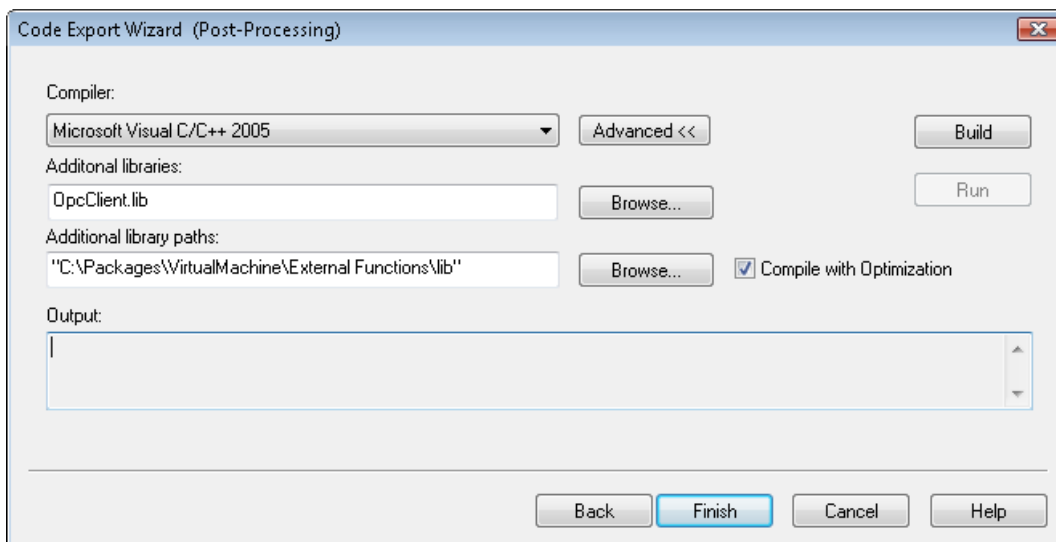 Code Export Wizard (Post-Processing)
Compiler:
Microsoft Visual C/C++ 2005
Advanced <<
Build
Additonal libraries:
OpcClient.lib
Browse...
Run
Additional library paths:
"C:\Packages\VirtualMachine\External Functions\lib"
Browse...
Compile with Optimization
Output:
Back
Finish
Cancel
Help